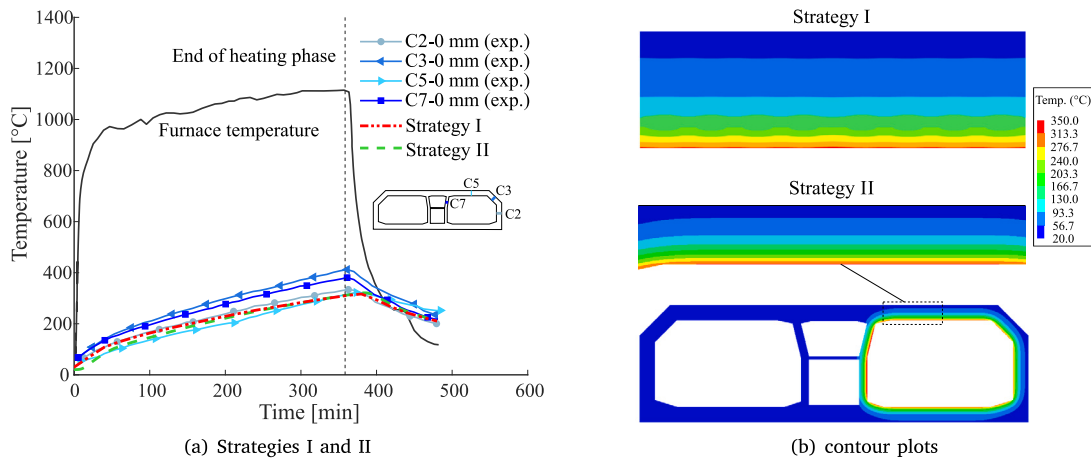 1400
1200
1000
800
600
400
200
0
Temperature [°C]
0
100
200
300
400
500
600
Time [min]
End of heating phase
Furnace temperature
C2-0 mm (exp.)
C3-0 mm (exp.)
C5-0 mm (exp.)
C7-0 mm (exp.)
Strategy I
Strategy II
C5
C3
C7
C2
(a) Strategies I and II
Strategy I
Temp. [°C]
350.0
313.3
276.7
240.0
203.3
166.7
130.0
93.3
56.7
20.0
Strategy II
(b) contour plots